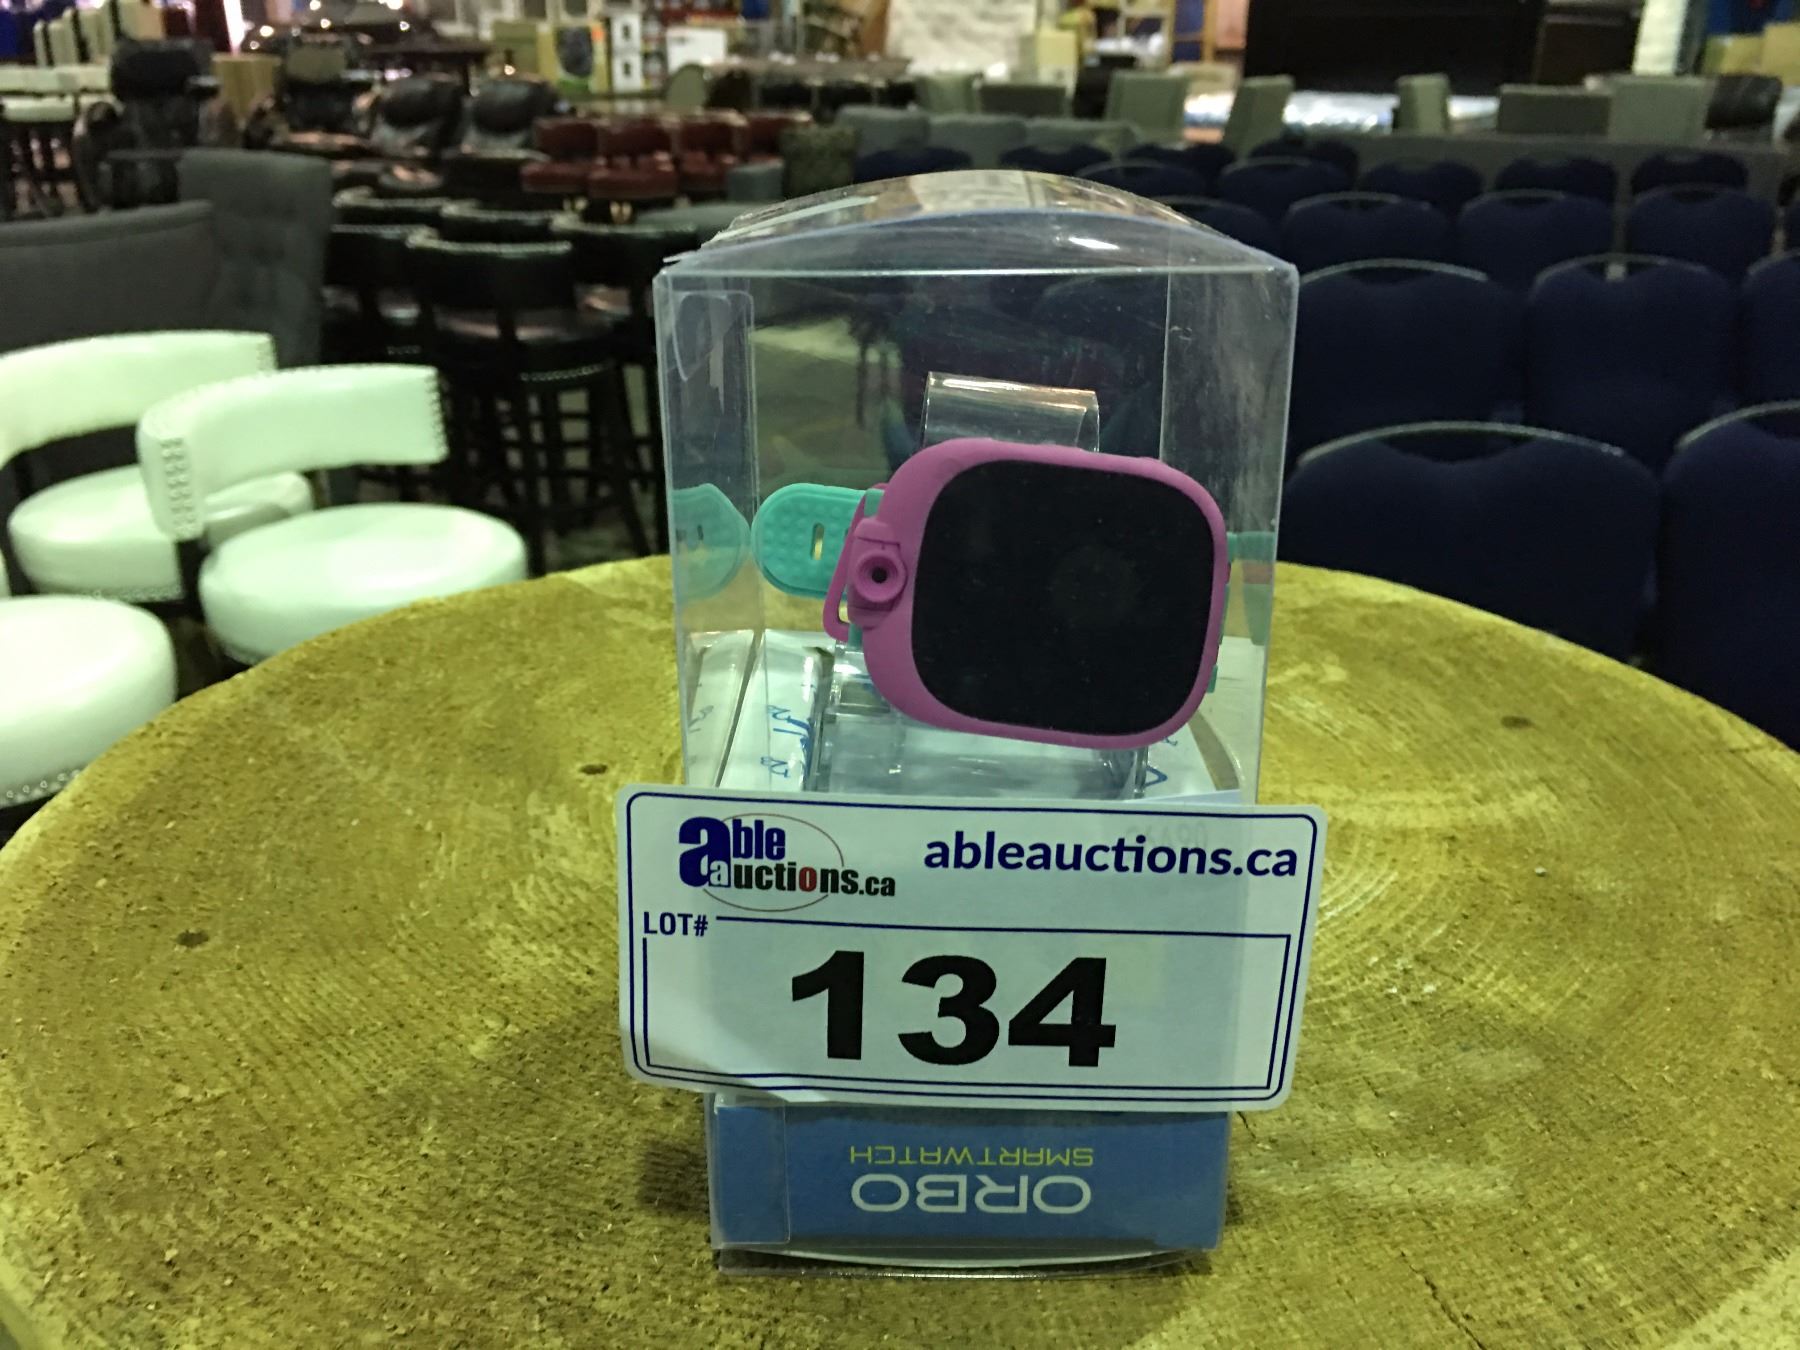 able
auctions.ca
ableauctions.ca
LOT#
134
SMARTWATCH
ORBO